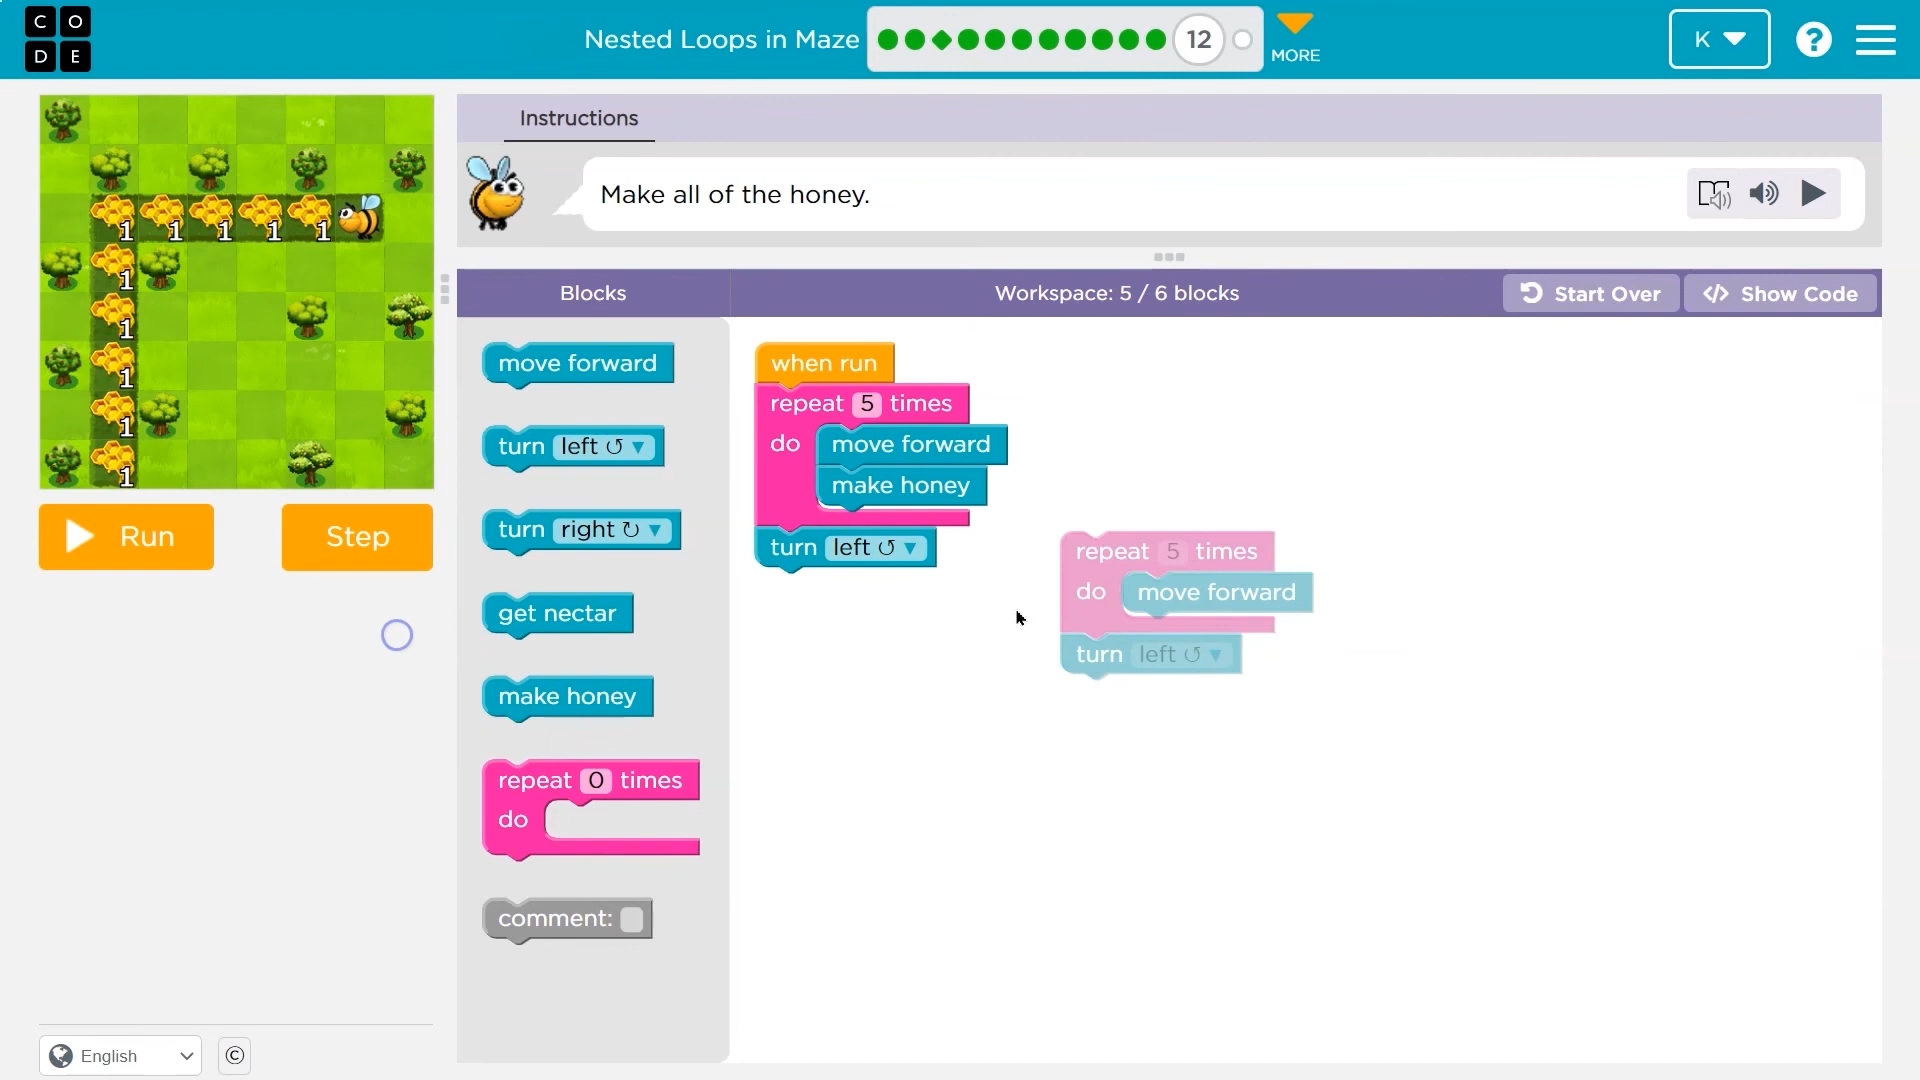 C O
D E
Nested Loops in Maze
12
MORE
K
?
Instructions
Make all of the honey.
Blocks
Workspace: 5 / 6 blocks
Start Over
Show Code
1 1 1 1 1
1
1
1
1
1
Run
Step
move forward
turn left ↺ ▼
turn right ↻ ▼
get nectar
make honey
repeat 0 times
do
comment:
when run
repeat 5 times
do move forward
make honey
turn left ↺ ▼
repeat 5 times
do move forward
turn left ↺ ▼
English
©